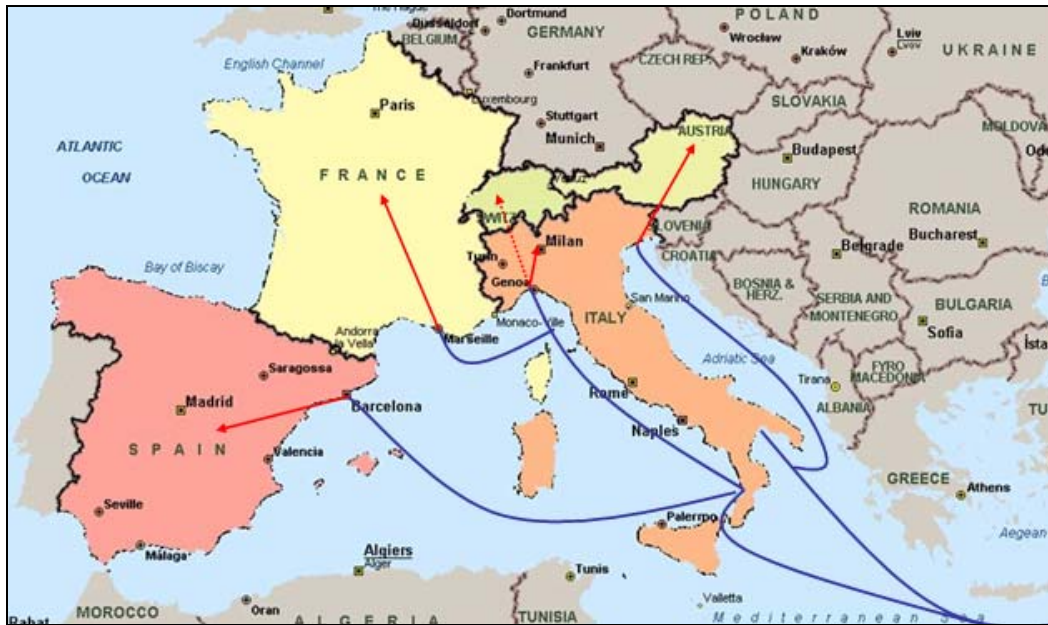 The Hague
Dortmund
POLAND
Düsseldorf
BELGIUM
GERMANY
Wrocław
Lviv
Lvov
Kraków
UKRAINE
English Channel
Frankfurt
CZECH REP.
Luxembourg
SLOVAKIA
Paris
Stuttgart
Munich
AUSTRIA
MOLDOVA
ATLANTIC
OCEAN
FRANCE
Vaduz
Budapest
HUNGARY
SWITZ
SLOVENIA
ROMANIA
Milan
Turin
Genoa
CROATIA
Belgrade
Bucharest
Bay of Biscay
BOSNIA &
HERZ.
SERBIA AND
MONTENEGRO
San Marino
ITALY
BULGARIA
Sofia
Monaco-Ville
Marseille
Andorra
la Vella
Adriatic Sea
FYRO
MACEDONIA
Tirana
ALBANIA
Saragossa
Rome
Madrid
Barcelona
Naples
SPAIN
Valencia
GREECE
Athens
Seville
Palerrpo
Aegean
Málaga
Algiers
Alger
Tunis
Valletta
Oran
MOROCCO
ALGERIA
TUNISIA
Mediterranean Sea
Rabat